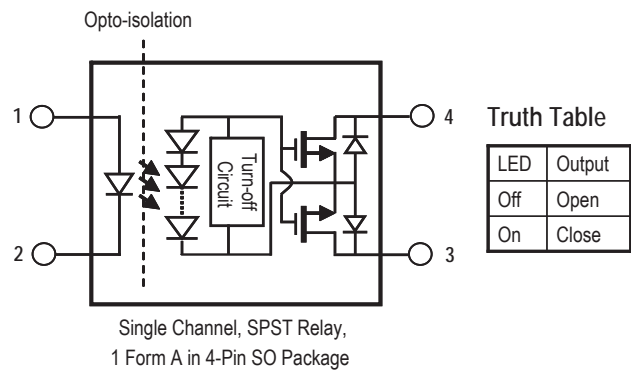 Opto-isolation
1
2
Turn-off
Circuit
4
3
Truth Table
LED Output
Off Open
On Close
Single Channel, SPST Relay,
1 Form A in 4-Pin SO Package